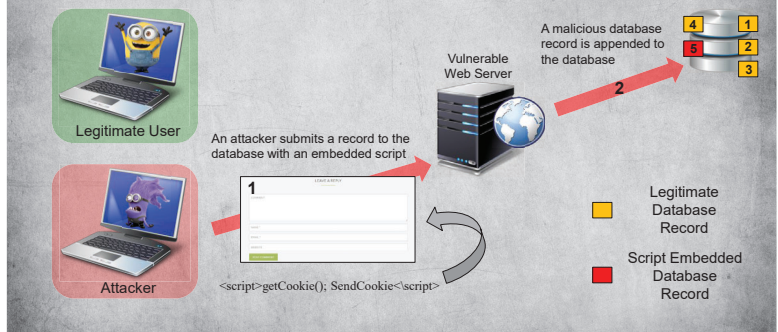 Legitimate User
Attacker
An attacker submits a record to the
database with an embedded script
1
LEAVE A REPLY
<script>getCookie(); SendCookie<\script>
Vulnerable
Web Server
A malicious database
record is appended to
the database
2
4
1
5
2
3
Legitimate
Database
Record
Script Embedded
Database
Record